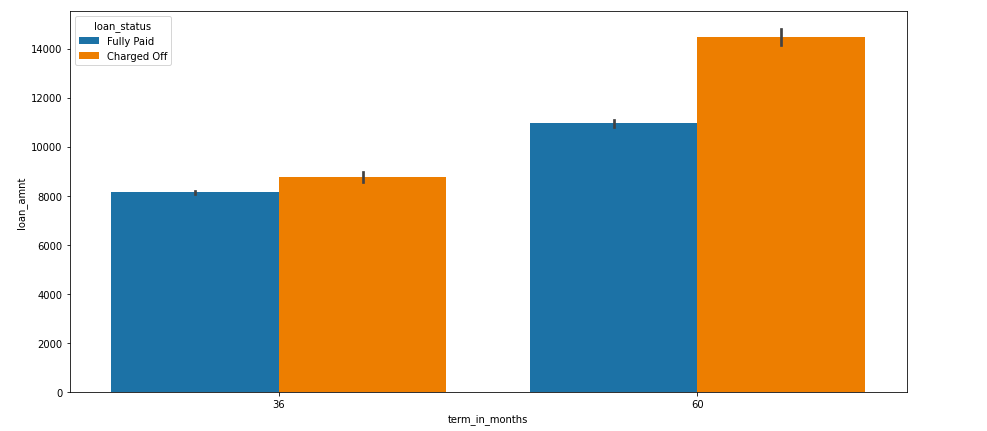 loan_status
Fully Paid
Charged Off
14000
12000
10000
8000
6000
4000
2000
0
loan_amnt
36
60
term_in_months